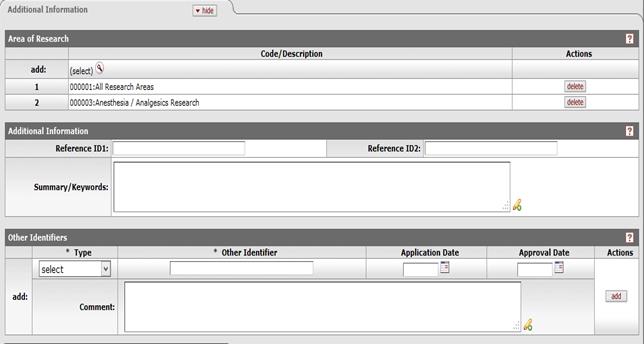 Additional Information ▼ hide
Area of Research ?
Code/Description Actions
add: (select)
1 000001:All Research Areas delete
2 000003:Anesthesia / Analgesics Research delete
Additional Information ?
Reference ID1: Reference ID2:
Summary/Keywords:
Other Identifiers ?
* Type * Other Identifier Application Date Approval Date Actions
add: select add
Comment: